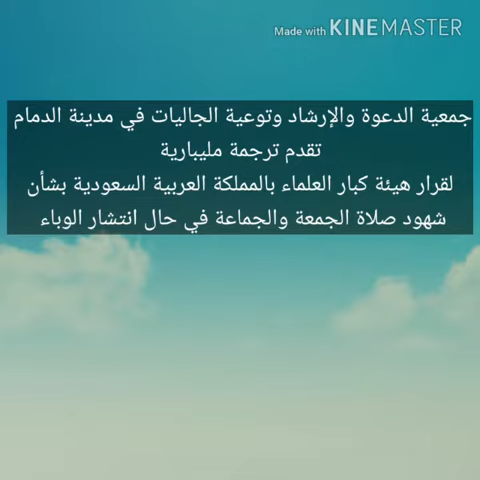 Made with KINEMASTER
جمعية الدعوة والإرشاد وتوعية الجاليات في مدينة الدمام
تقدم ترجمة مليبارية
لقرار هيئة كبار العلماء بالمملكة العربية السعودية بشأن
شهود صلاة الجمعة والجماعة في حال انتشار الوباء